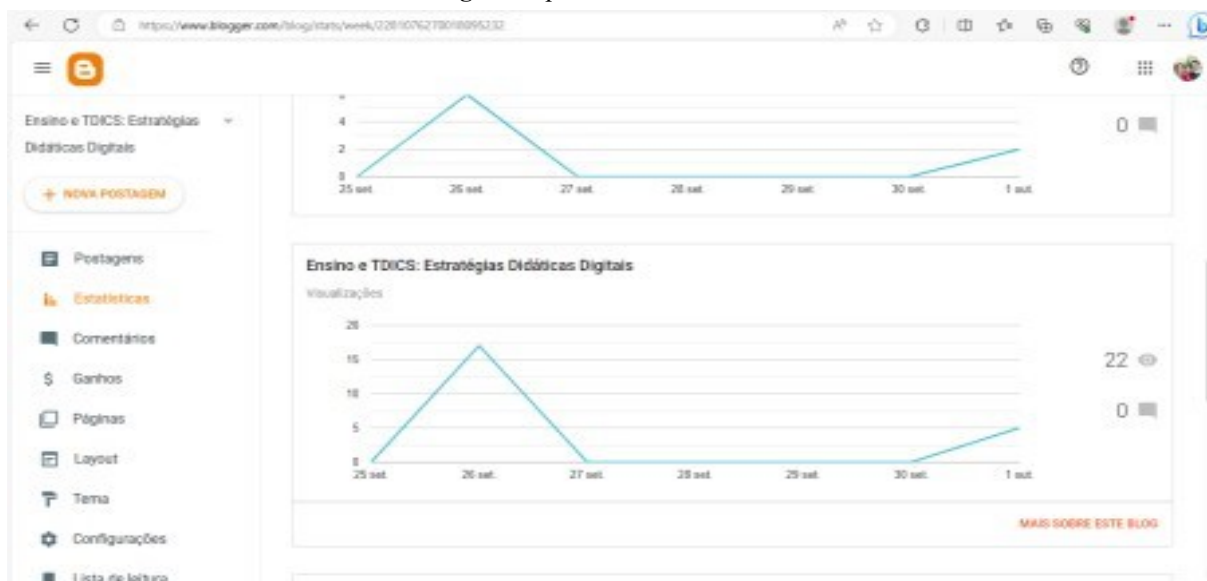 https://www.blogger.com/blog/stats/week/2281076270018095232
Ensino e TDICS: Estratégias
Didáticas Digitais
+ NOVA POSTAGEM
Postagens
Estatísticas
Comentários
$ Ganhos
Páginas
Layout
Tema
Configurações
Lista de leitura
4
2
0
25 set. 26 set. 27 set. 28 set. 29 set. 30 set. 1 out.
0
Ensino e TDICS: Estratégias Didáticas Digitais
Visualizações
20
15
10
5
0
25 set. 26 set. 27 set. 28 set. 29 set. 30 set. 1 out.
22
0
MAIS SOBRE ESTE BLOG